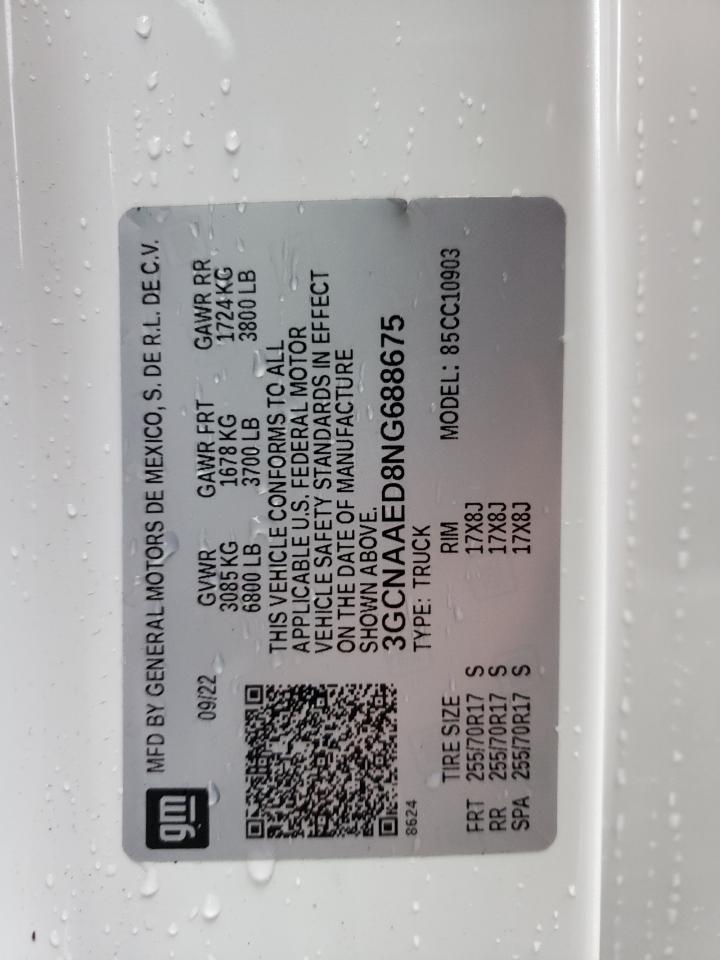 gm
MFD BY GENERAL MOTORS DE MEXICO, S. DE R.L. DE C.V.
09/22
GVWR GAWR FRT GAWR RR
3085 KG 1678 KG 1724 KG
6800 LB 3700 LB 3800 LB
THIS VEHICLE CONFORMS TO ALL
APPLICABLE U.S. FEDERAL MOTOR
VEHICLE SAFETY STANDARDS IN EFFECT
ON THE DATE OF MANUFACTURE
SHOWN ABOVE.
3GCNAAED8NG688675
TYPE: TRUCK
8624
TIRE SIZE RIM MODEL: 85CC10903
FRT 255/70R17 S 17X8J
RR 255/70R17 S 17X8J
SPA 255/70R17 S 17X8J